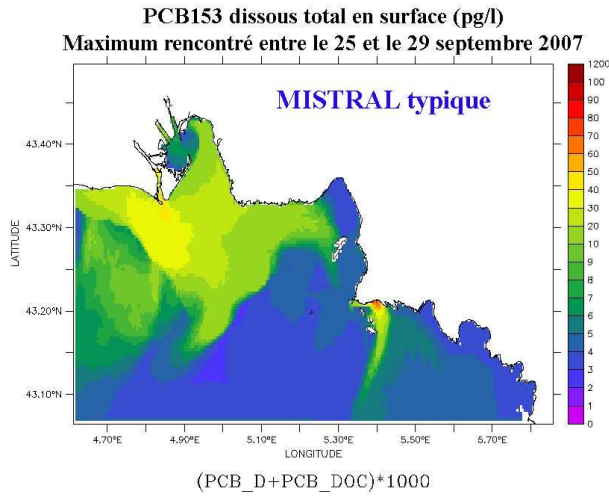 PCB153 dissous total en surface (pg/l)
Maximum rencontré entre le 25 et le 29 septembre 2007
MISTRAL typique
1200
100
90
80
70
60
50
40
30
20
10
9
8
7
6
5
4
3
2
1
0
43.40°N
43.30°N
43.20°N
43.10°N
LATITUDE
4.70°E 4.90°E 5.10°E 5.30°E 5.50°E 5.70°E
LONGITUDE
(PCB_D+PCB_DOC)*1000